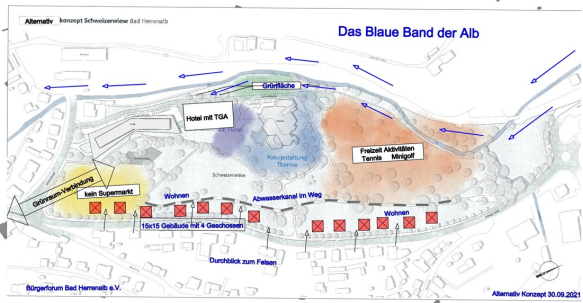 Alternativ konzept Schweizerwiese Bad Herrenalb
Das Blaue Band der Alb
Grünfläche
Hotel mit TGA
int. Hotel
Neugestaltung
Therme
Freizeit Aktivitäten
Tennis Minigolf
Schweizerwiese
Grünraum-Verbindung
kein Supermarkt
Wohnen
Abwasserkanal im Weg
Wohnen
15x15 Gebäude mit 4 Geschossen
Durchblick zum Felsen
Bürgerforum Bad Herrenalb e.V.
Alternativ Konzept 30.09.2021